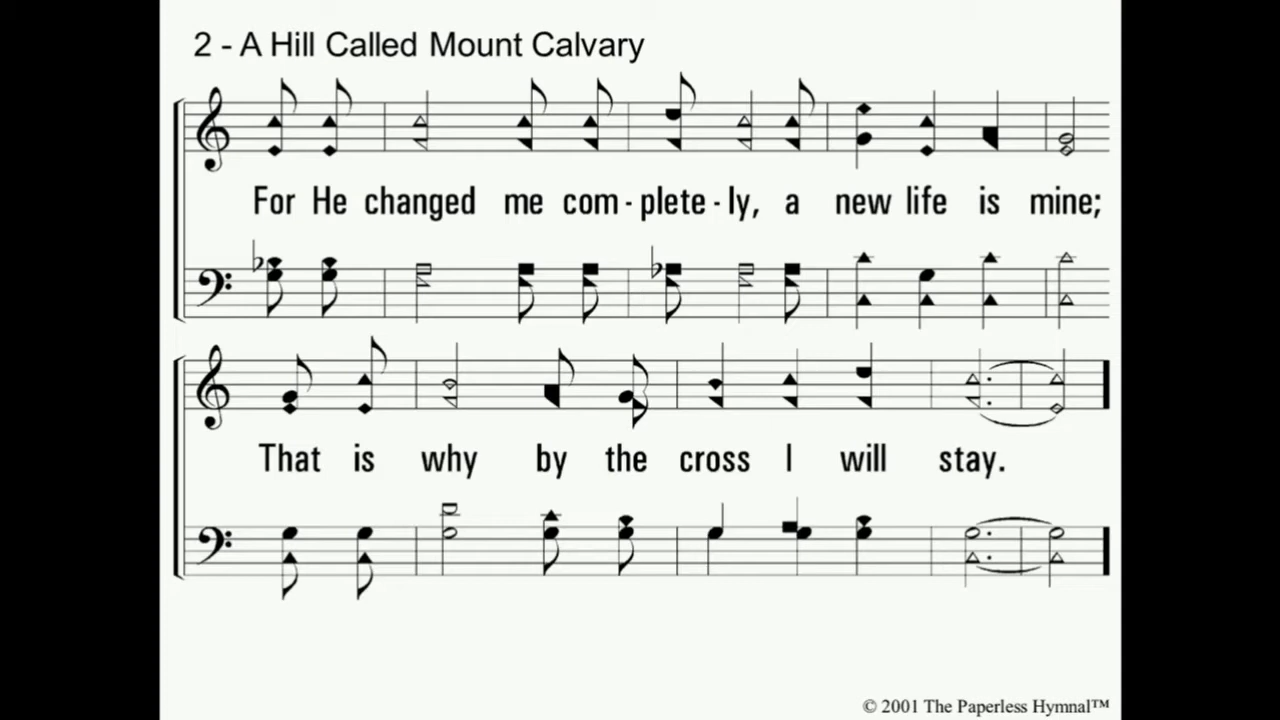 2 - A Hill Called Mount Calvary
For He changed me com - plete - ly, a new life is mine;
That is why by the cross I will stay.
© 2001 The Paperless Hymnal™